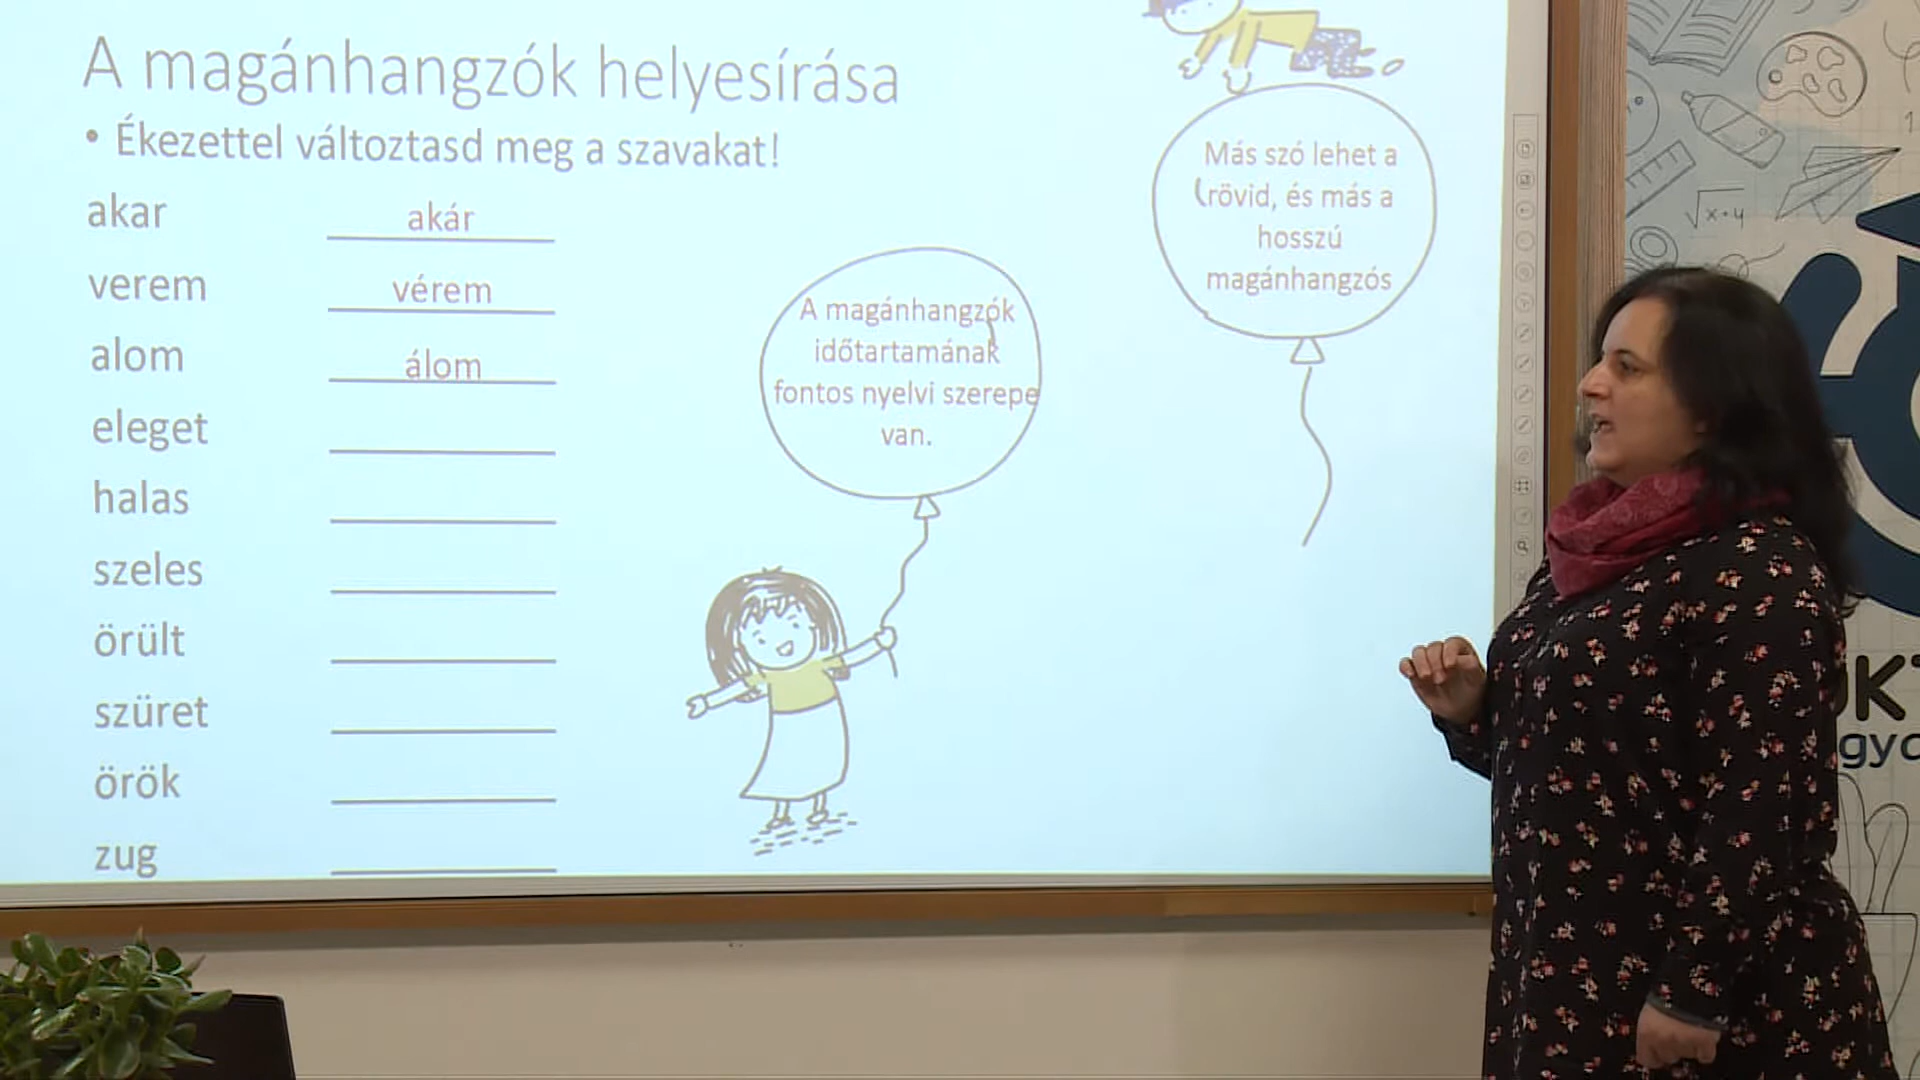 A magánhangzók helyesírása
• Ékezettel változtasd meg a szavakat!
akar akár
verem vérem
alom álom
eleget
halas
szeles
örült
szüret
örök
zug
A magánhangzók
időtartamának
fontos nyelvi szerepe
van.
Más szó lehet a
rövid, és más a
hosszú
magánhangzós
√x+y